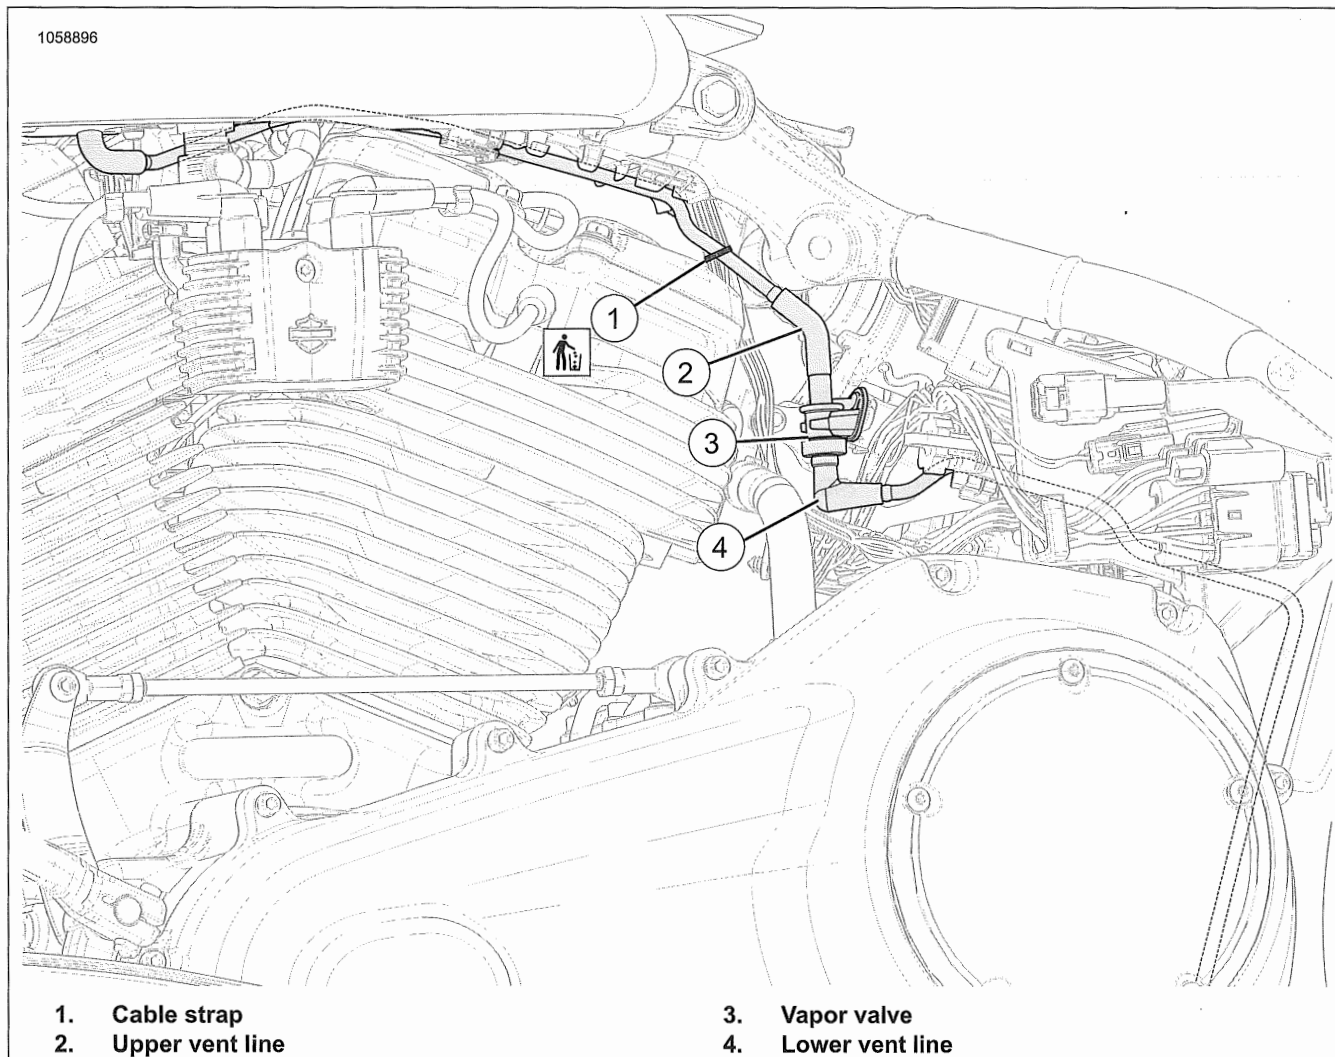 1058896
1
2
3
4
1. Cable strap
2. Upper vent line
3. Vapor valve
4. Lower vent line